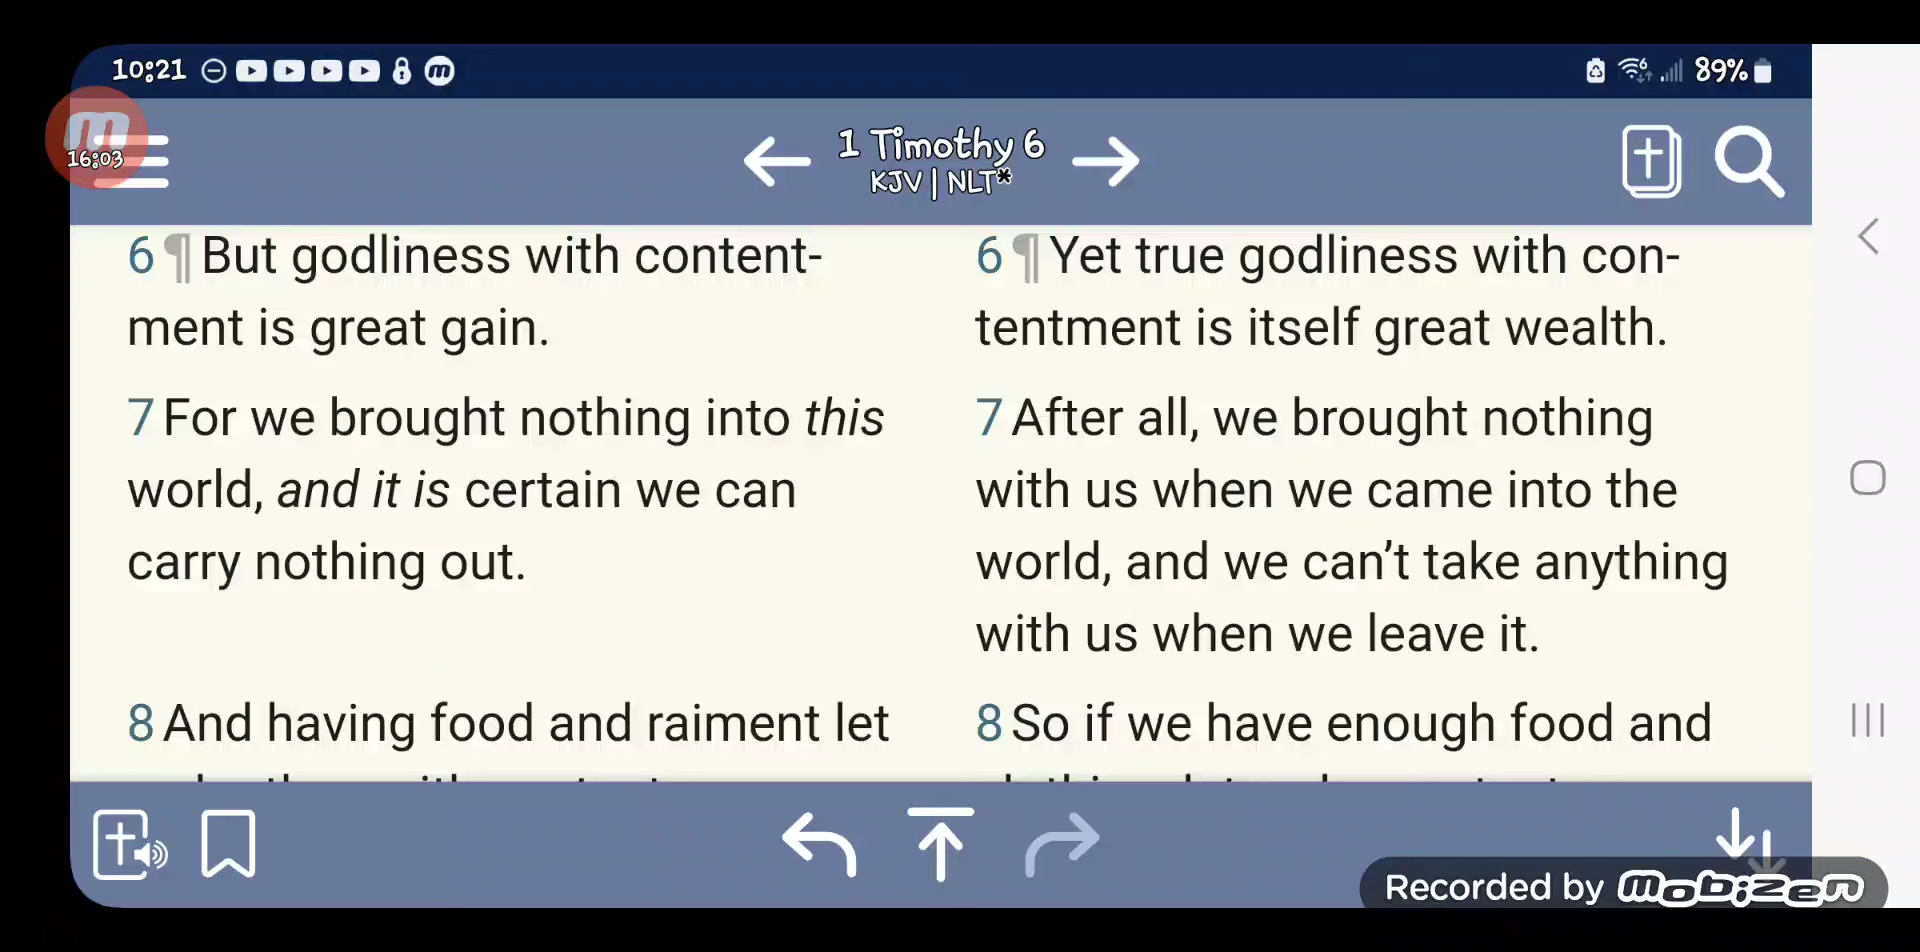 10:21
89%
16:03
1 Timothy 6
KJV | NLT*
6 ¶ But godliness with content-
ment is great gain.
7 For we brought nothing into this
world, and it is certain we can
carry nothing out.
8 And having food and raiment let
6 ¶ Yet true godliness with con-
tentment is itself great wealth.
7 After all, we brought nothing
with us when we came into the
world, and we can’t take anything
with us when we leave it.
8 So if we have enough food and
Recorded by Mobizen